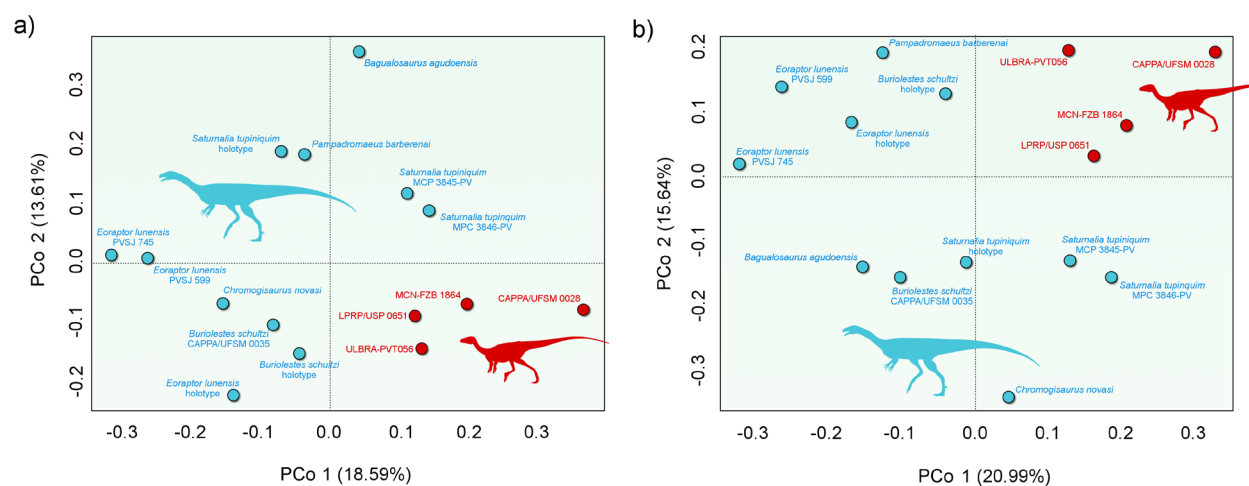 a)
Bagualosaurus agudoensis
Saturnalia tupiniquim
holotype
Pampadromaeus barberenai
Saturnalia tupiniquim
MCP 3845-PV
Saturnalia tupinquim
MPC 3846-PV
Eoraptor lunensis
PVSJ 745
Eoraptor lunensis
PVSJ 599
Chromogisaurus novasi
MCN-FZB 1864
CAPPA/UFSM 0028
LPRP/USP 0651
Buriolestes schultzi
CAPPA/UFSM 0035
ULBRA-PVT056
Buriolestes schultzi
holotype
Eoraptor lunensis
holotype
0.3
0.2
0.1
0.0
-0.1
-0.2
PCo 2 (13.61%)
-0.3
-0.2
-0.1
0.0
0.1
0.2
0.3
PCo 1 (18.59%)
b)
Pampadromaeus barberenai
ULBRA-PVT056
CAPPA/UFSM 0028
Eoraptor lunensis
PVSJ 599
Buriolestes schultzi
holotype
MCN-FZB 1864
Eoraptor lunensis
holotype
LPRP/USP 0651
Eoraptor lunensis
PVSJ 745
Saturnalia tupiniquim
holotype
Saturnalia tupiniquim
MCP 3845-PV
Bagualosaurus agudoensis
Buriolestes schultzi
CAPPA/UFSM 0035
Saturnalia tupinquim
MPC 3846-PV
Chromogisaurus novasi
0.2
0.1
0.0
-0.1
-0.2
-0.3
PCo 2 (15.64%)
-0.3
-0.2
-0.1
0.0
0.1
0.2
0.3
PCo 1 (20.99%)